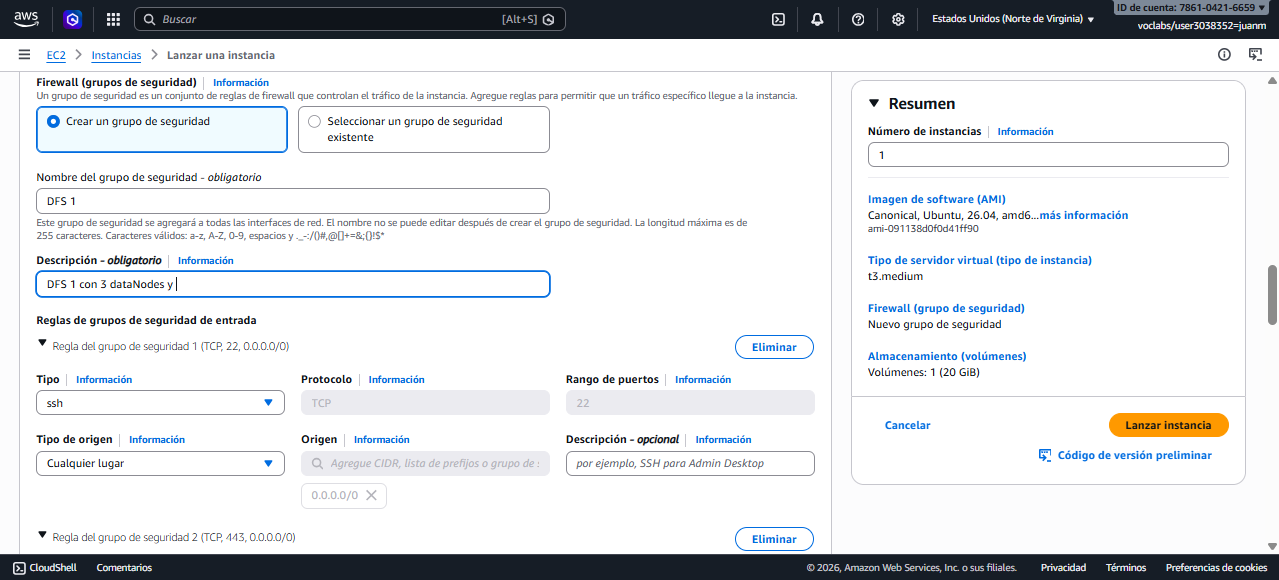 aws
Buscar
[Alt+S]
Estados Unidos (Norte de Virginia)
ID de cuenta: 7861-0421-6659
voclabs/user3038352=juanm
EC2
Instancias
Lanzar una instancia
Firewall (grupos de seguridad)
Información
Un grupo de seguridad es un conjunto de reglas de firewall que controlan el tráfico de la instancia. Agregue reglas para permitir que un tráfico específico llegue a la instancia.
Crear un grupo de seguridad
Seleccionar un grupo de seguridad
existente
Nombre del grupo de seguridad - obligatorio
DFS 1
Este grupo de seguridad se agregará a todas las interfaces de red. El nombre no se puede editar después de crear el grupo de seguridad. La longitud máxima es de
255 caracteres. Caracteres válidos: a-z, A-Z, 0-9, espacios y ._-:/()#,@[]+=&;{}!$*
Descripción - obligatorio
Información
DFS 1 con 3 dataNodes y
Reglas de grupos de seguridad de entrada
Regla del grupo de seguridad 1 (TCP, 22, 0.0.0.0/0)
Eliminar
Tipo
Información
Protocolo
Información
Rango de puertos
Información
ssh
TCP
22
Tipo de origen
Información
Origen
Información
Descripción - opcional
Información
Cualquier lugar
Agregue CIDR, lista de prefijos o grupo de s
por ejemplo, SSH para Admin Desktop
0.0.0.0/0
Regla del grupo de seguridad 2 (TCP, 443, 0.0.0.0/0)
Eliminar
Resumen
Número de instancias
Información
1
Imagen de software (AMI)
Canonical, Ubuntu, 26.04, amd6...más información
ami-091138d0f0d41ff90
Tipo de servidor virtual (tipo de instancia)
t3.medium
Firewall (grupo de seguridad)
Nuevo grupo de seguridad
Almacenamiento (volúmenes)
Volúmenes: 1 (20 GiB)
Cancelar
Lanzar instancia
Código de versión preliminar
CloudShell
Comentarios
© 2026, Amazon Web Services, Inc. o sus filiales.
Privacidad
Términos
Preferencias de cookies